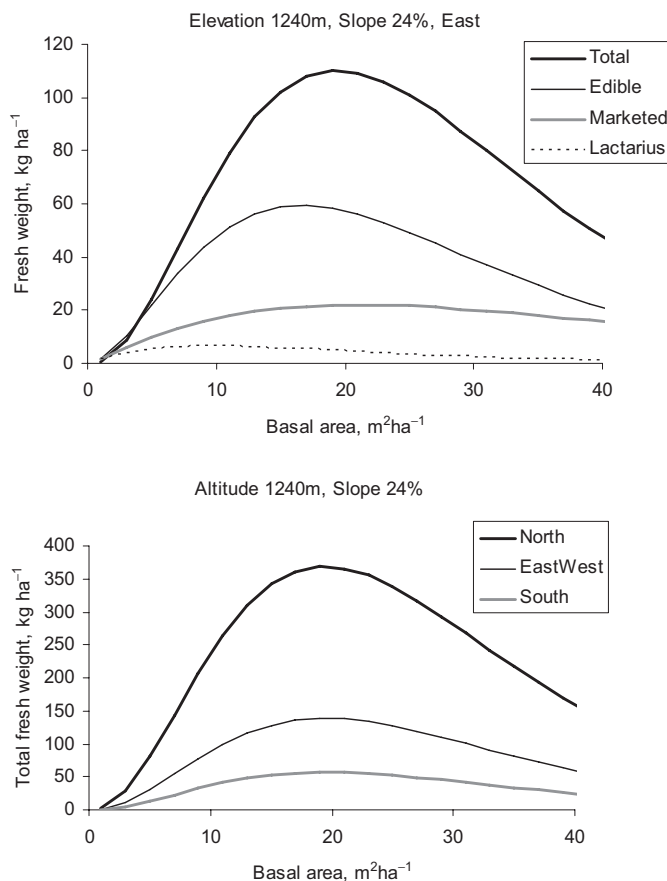 Elevation 1240m, Slope 24%, East
Total
Edible
Marketed
Lactarius
Fresh weight, kg ha⁻¹
120
100
80
60
40
20
0
0 10 20 30 40
Basal area, m²ha⁻¹
Altitude 1240m, Slope 24%
North
EastWest
South
Total fresh weight, kg ha⁻¹
400
350
300
250
200
150
100
50
0
0 10 20 30 40
Basal area, m²ha⁻¹